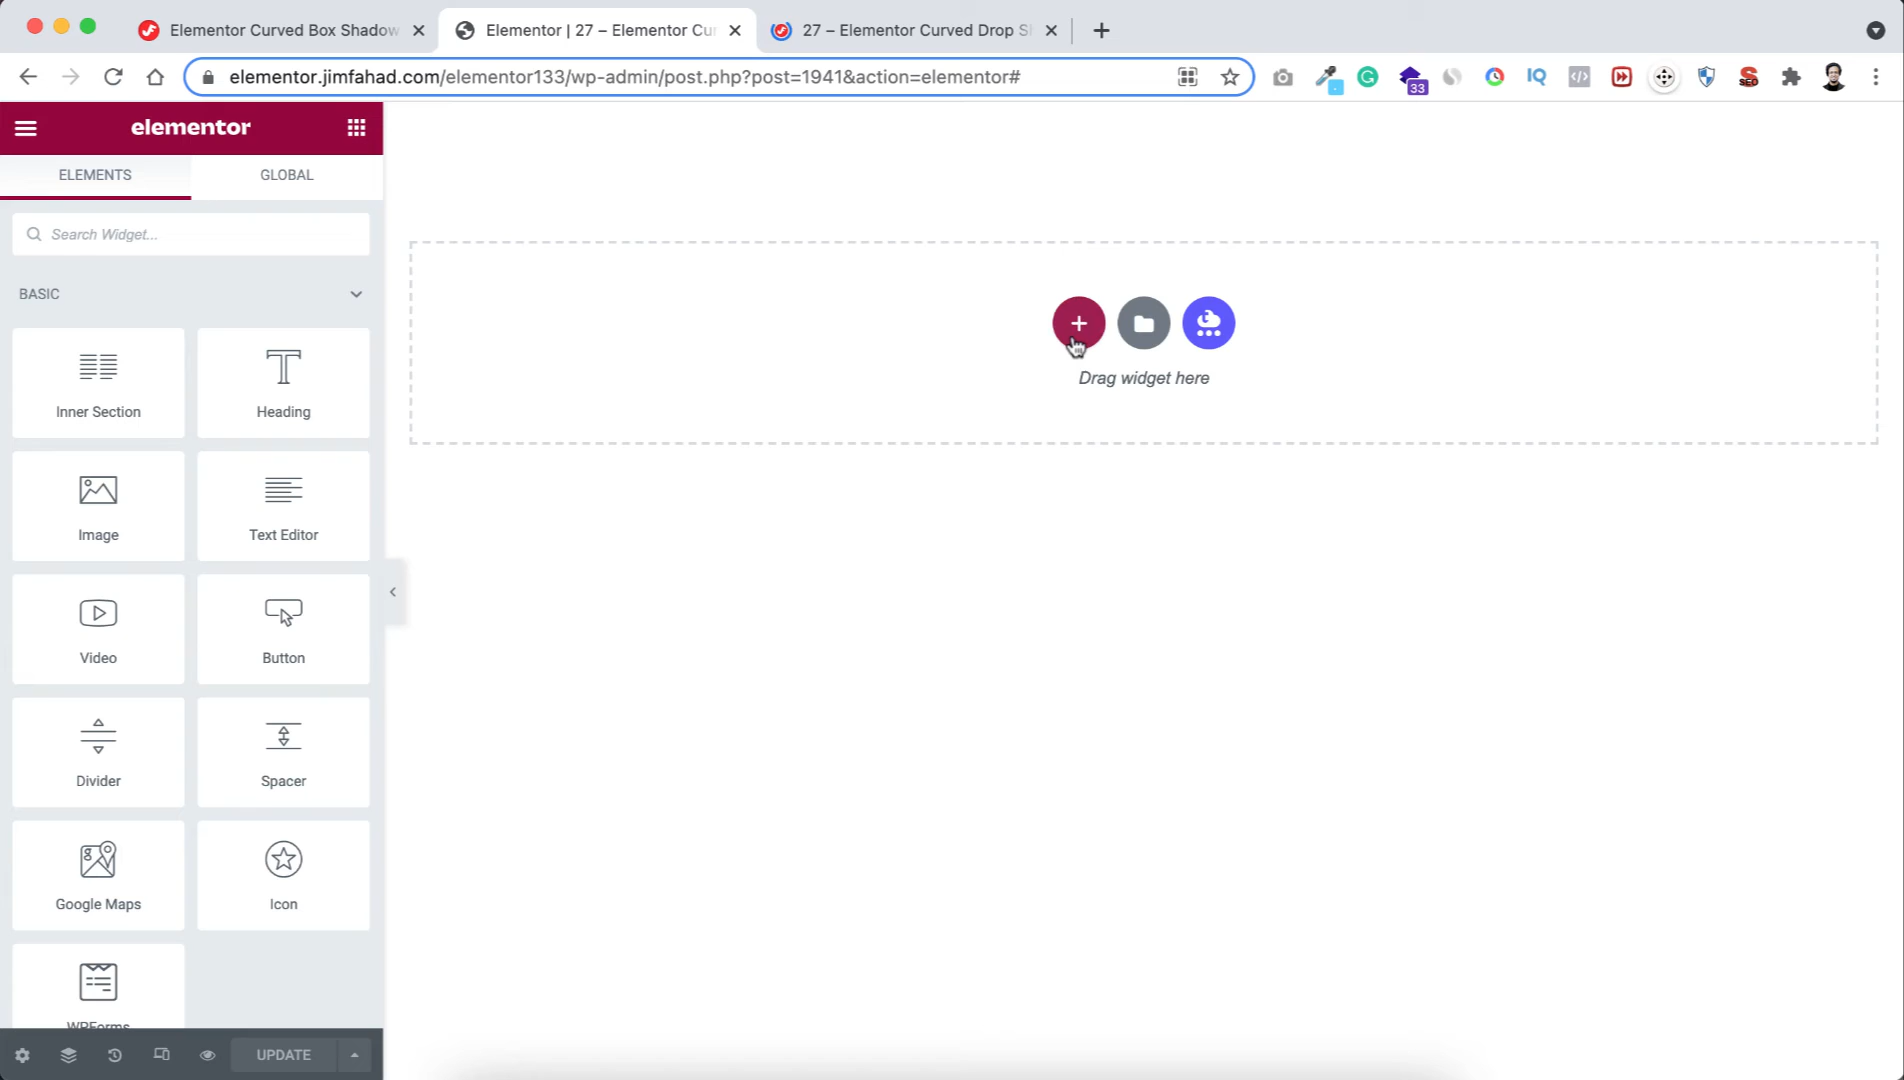 Elementor Curved Box Shadow
Elementor | 27 – Elementor Cur
27 – Elementor Curved Drop Sh
elementor.jimfahad.com/elementor133/wp-admin/post.php?post=1941&action=elementor#
33
IQ
SEO
elementor
ELEMENTS
GLOBAL
Search Widget...
BASIC
Inner Section
Heading
Image
Text Editor
Video
Button
Divider
Spacer
Google Maps
Icon
WPForms
Drag widget here
UPDATE